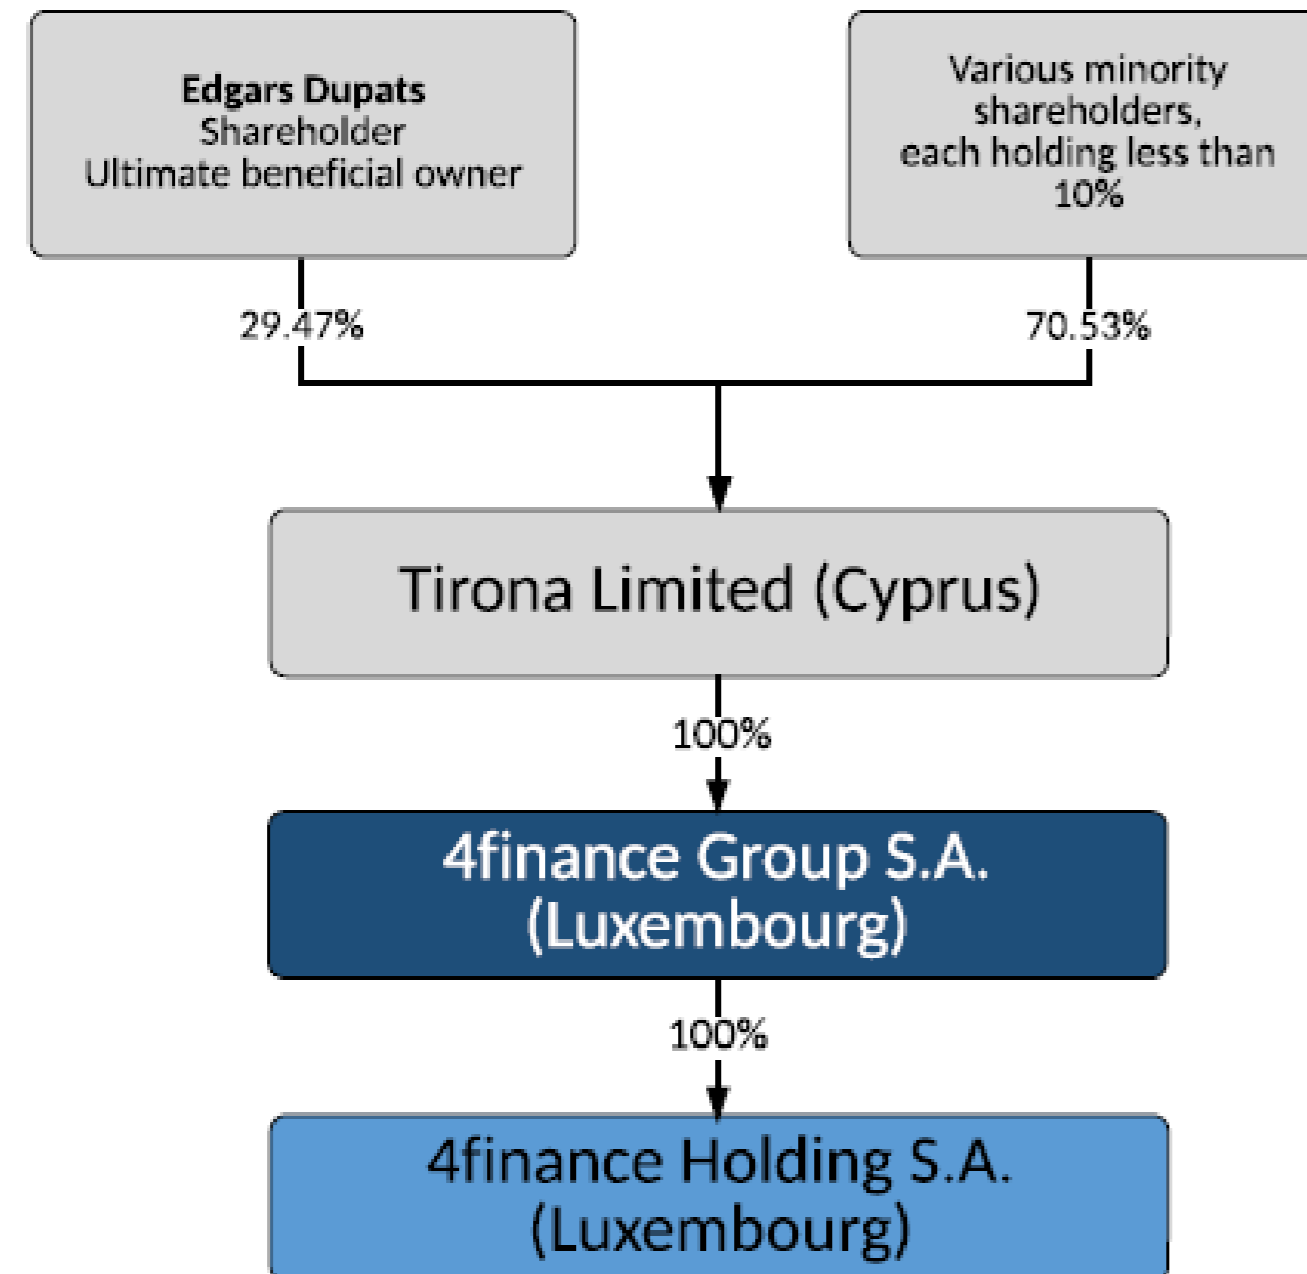 Edgars Dupats
Shareholder
Ultimate beneficial owner
Various minority
shareholders,
each holding less than
10%
29.47%
70.53%
Tirona Limited (Cyprus)
100%
4finance Group S.A.
(Luxembourg)
100%
4finance Holding S.A.
(Luxembourg)